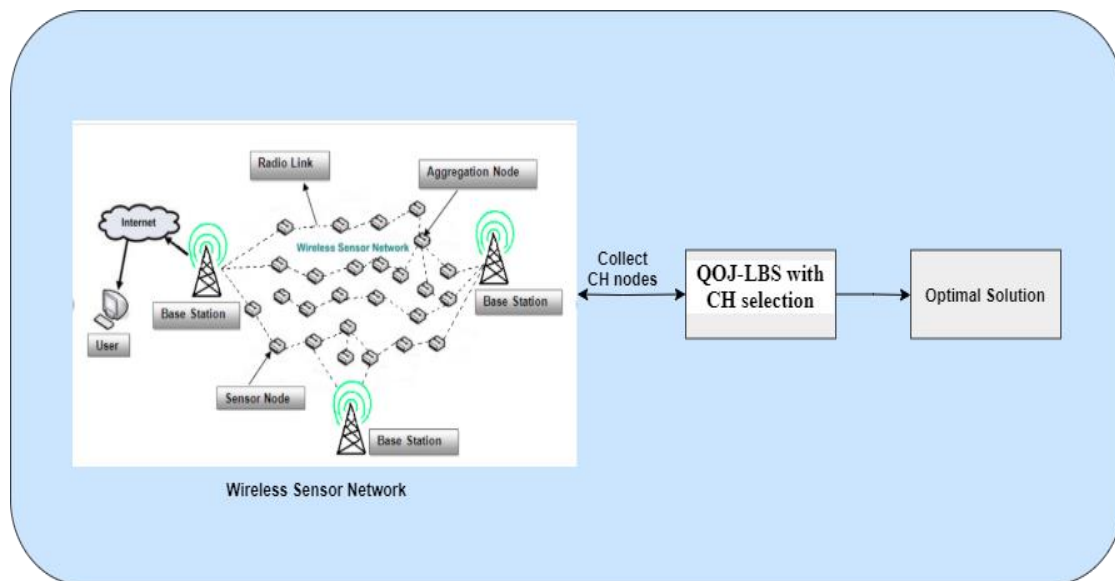 Radio Link
Aggregation Node
Internet
Wireless Sensor Network
Base Station
Base Station
User
Sensor Node
Base Station
Wireless Sensor Network
Collect
CH nodes
QOJ-LBS with
CH selection
Optimal Solution